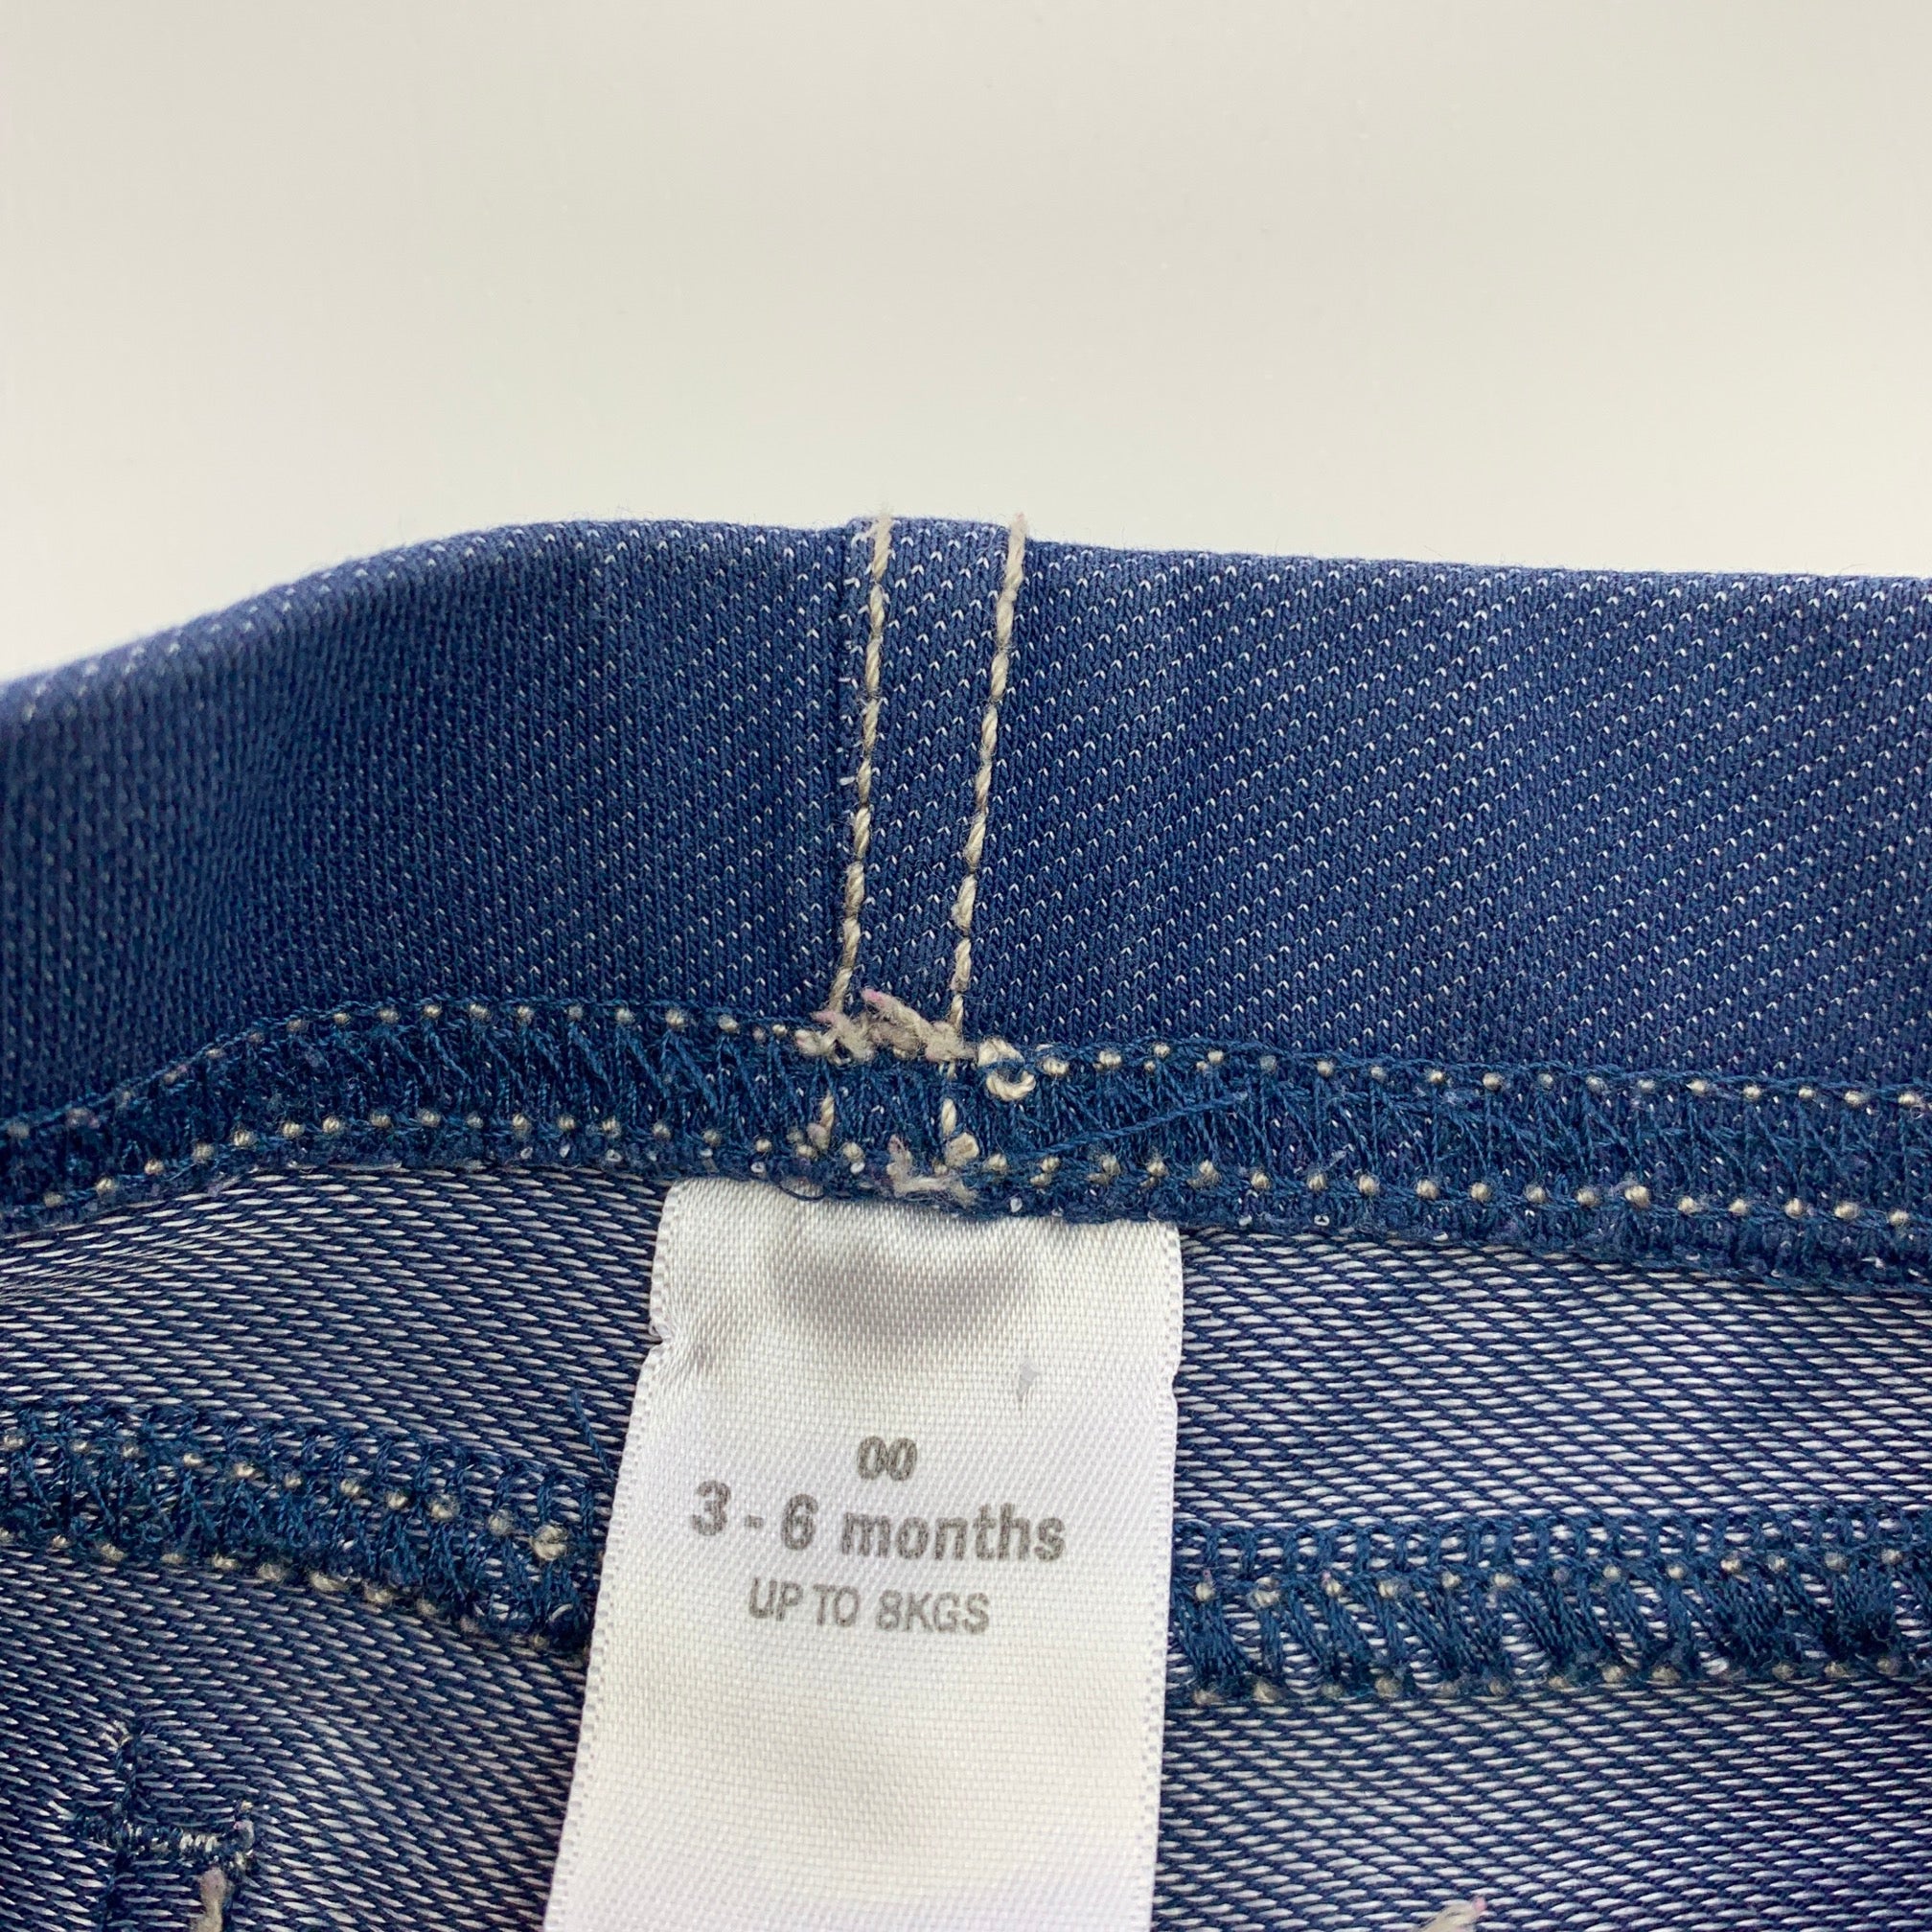 00
3 - 6 months
UP TO 8KGS